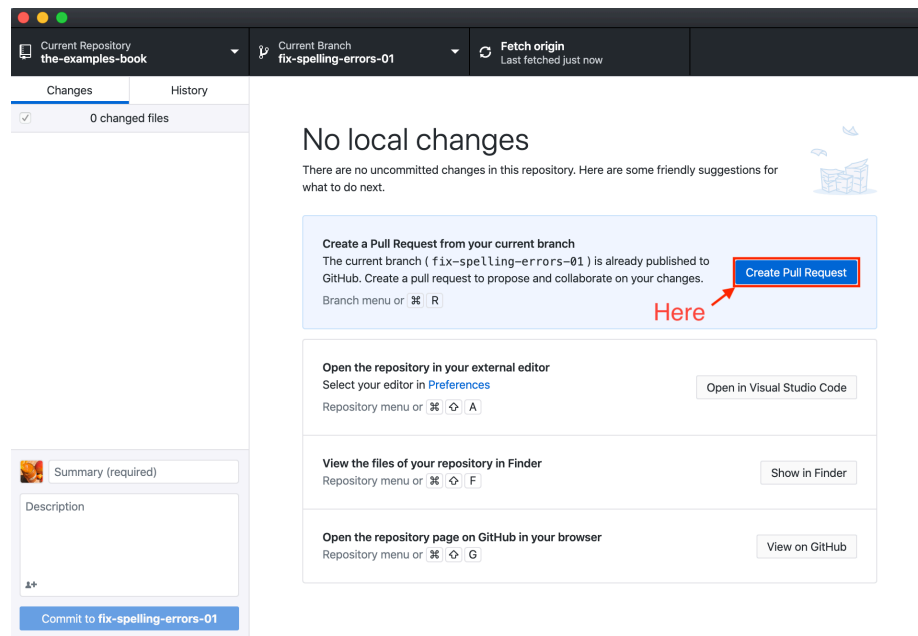 Current Repository
the-examples-book
Current Branch
fix-spelling-errors-01
Fetch origin
Last fetched just now
Changes
History
0 changed files
No local changes
There are no uncommitted changes in this repository. Here are some friendly suggestions for
what to do next.
Create a Pull Request from your current branch
The current branch ( fix-spelling-errors-01 ) is already published to
GitHub. Create a pull request to propose and collaborate on your changes.
Branch menu or ⌘ R
Create Pull Request
Here
Open the repository in your external editor
Select your editor in Preferences
Repository menu or ⌘ ⇧ A
Open in Visual Studio Code
View the files of your repository in Finder
Repository menu or ⌘ ⇧ F
Show in Finder
Open the repository page on GitHub in your browser
Repository menu or ⌘ ⇧ G
View on GitHub
Summary (required)
Description
Commit to fix-spelling-errors-01